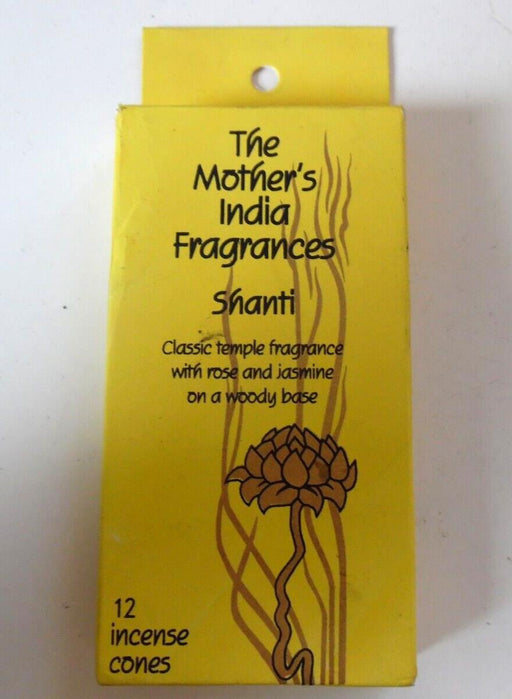 The
Mother's
India
Fragrances
Shanti
Classic temple fragrance
with rose and jasmine
on a woody base
12
incense
cones